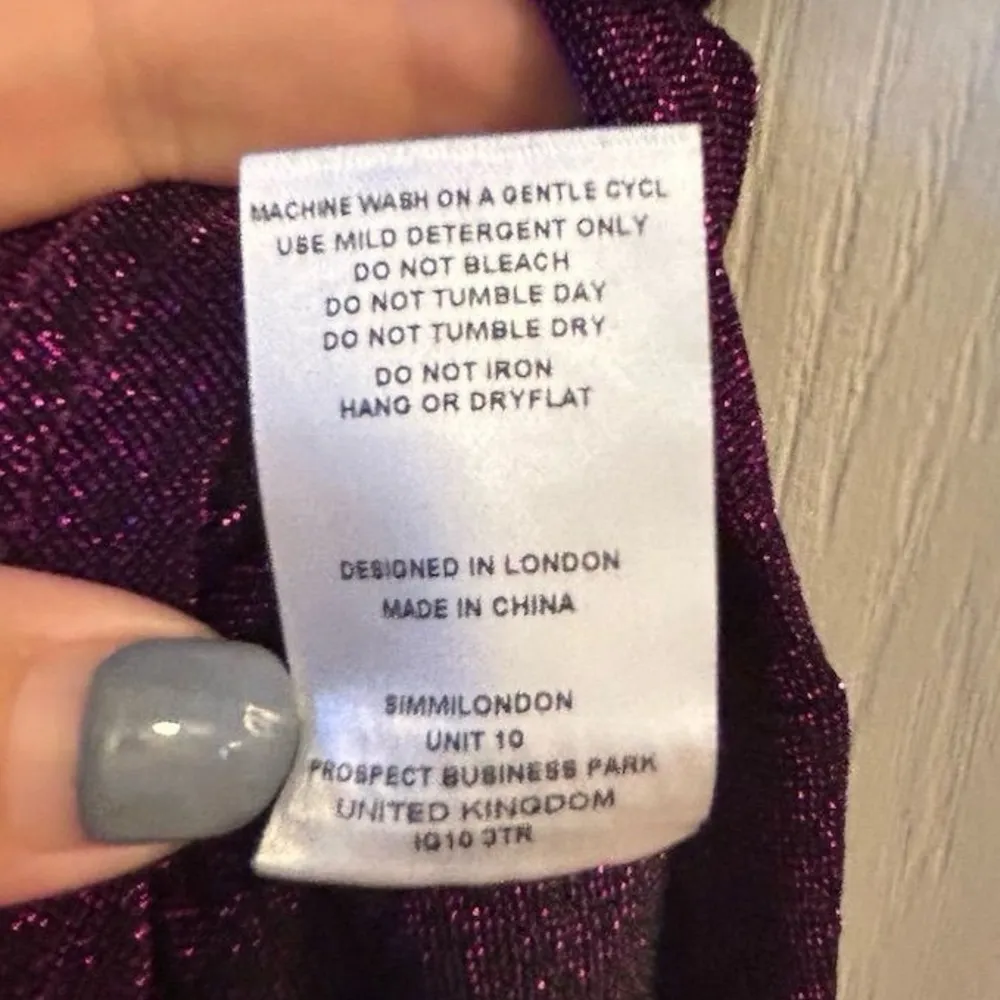 MACHINE WASH ON A GENTLE CYCL
USE MILD DETERGENT ONLY
DO NOT BLEACH
DO NOT TUMBLE DAY
DO NOT TUMBLE DRY
DO NOT IRON
HANG OR DRYFLAT
DESIGNED IN LONDON
MADE IN CHINA
SIMMILONDON
UNIT 10
PROSPECT BUSINESS PARK
UNITED KINGDOM
IG10 3TR